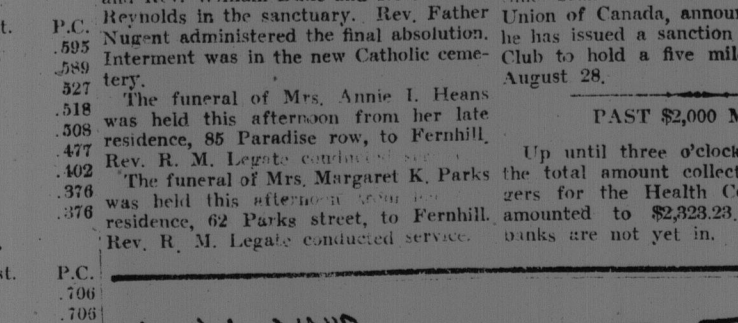 t.
P.C.
.595
.589
527
.518
.508
.477
.402
.376
.376
st.
P.C.
.706
.706
Reynolds in the sanctuary. Rev. Father
Nugent administered the final absolution.
Interment was in the new Catholic ceme-
tery.
The funeral of Mrs. Annie I. Heans
was held this afternoon from her late
residence, 85 Paradise row, to Fernhill.
Rev. R. M. Legate conducted
The funeral of Mrs. Margaret K. Parks
was held this afternoon
residence, 62 Parks street, to Fernhill.
Rev. R. M. Legate conducted service.
Union of Canada, announ
he has issued a sanction
Club to hold a five mil
August 28.
PAST $2,000 M
Up until three o'clock
the total amount collect
gers for the Health C
amounted to $2,323.23.
banks are not yet in.